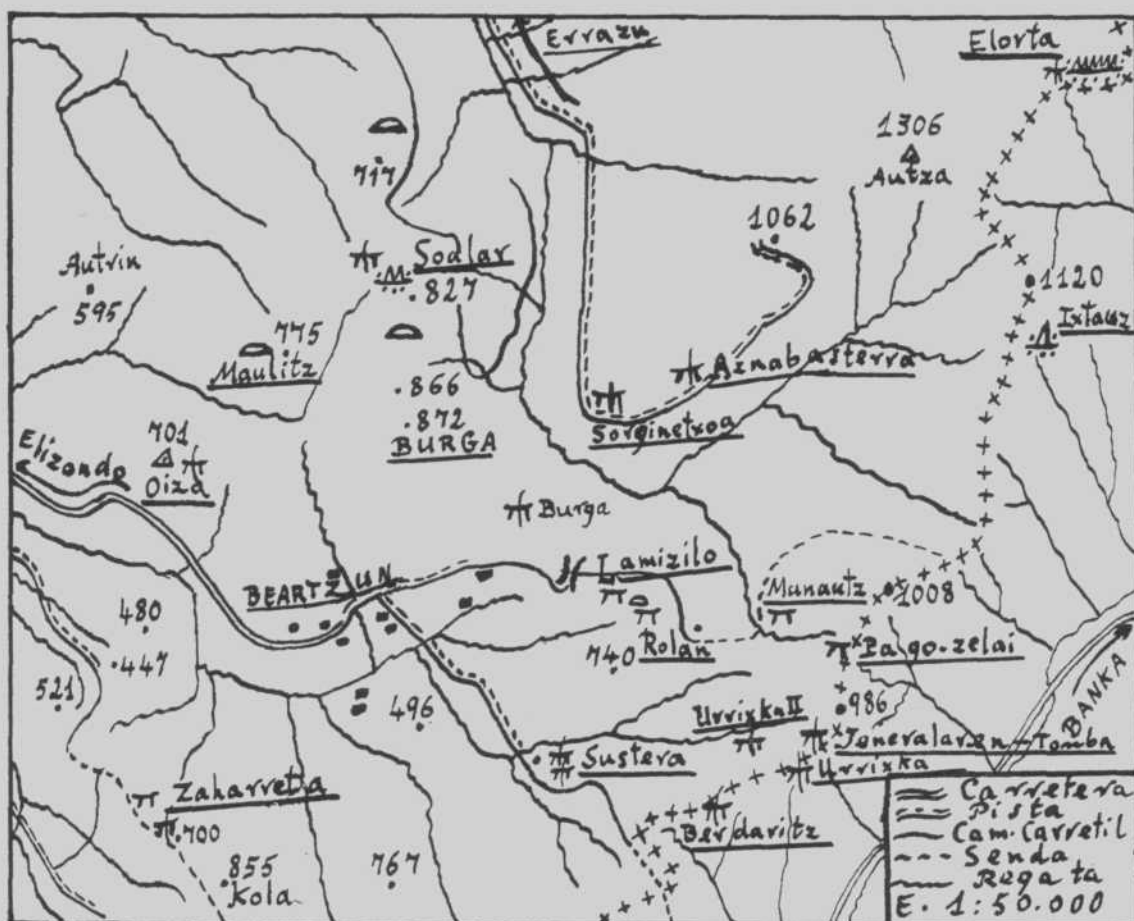 Errazu
Elorta
1306
Autza
717
1062
Sodlar
.827
Autrin
595
1120
Ixtauz
775
Maulitz
Aznabasterra
.866
.872
BURGA
Sorginetxoa
701
Oiza
Elizondo
Burga
BEARTZUN
Lamizilo
Munautz
1008
480
.447
521
740
Rolan
Pago-zelai
BANKA
496
Urrixka II
986
Jeneralaren-Tomba
Sustera
Urrixka
Zaharretta
.700
Berdaritz
855
Kola
767
Carretera
Pista
Cam. Carretil
Senda
Regata
E. 1:50.000